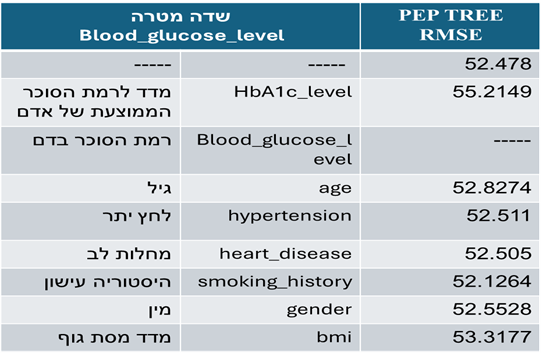 שדה מטרה
Blood_glucose_level
PEP TREE
RMSE
----- ----- 52.478
מדד לרמת הסוכר
הממוצעת של אדם
HbA1c_level 55.2149
רמת הסוכר בדם
Blood_glucose_l
evel
-----
גיל age 52.8274
לחץ יתר hypertension 52.511
מחלות לב heart_disease 52.505
היסטוריה עישון smoking_history 52.1264
מין gender 52.5528
מדד מסת גוף bmi 53.3177